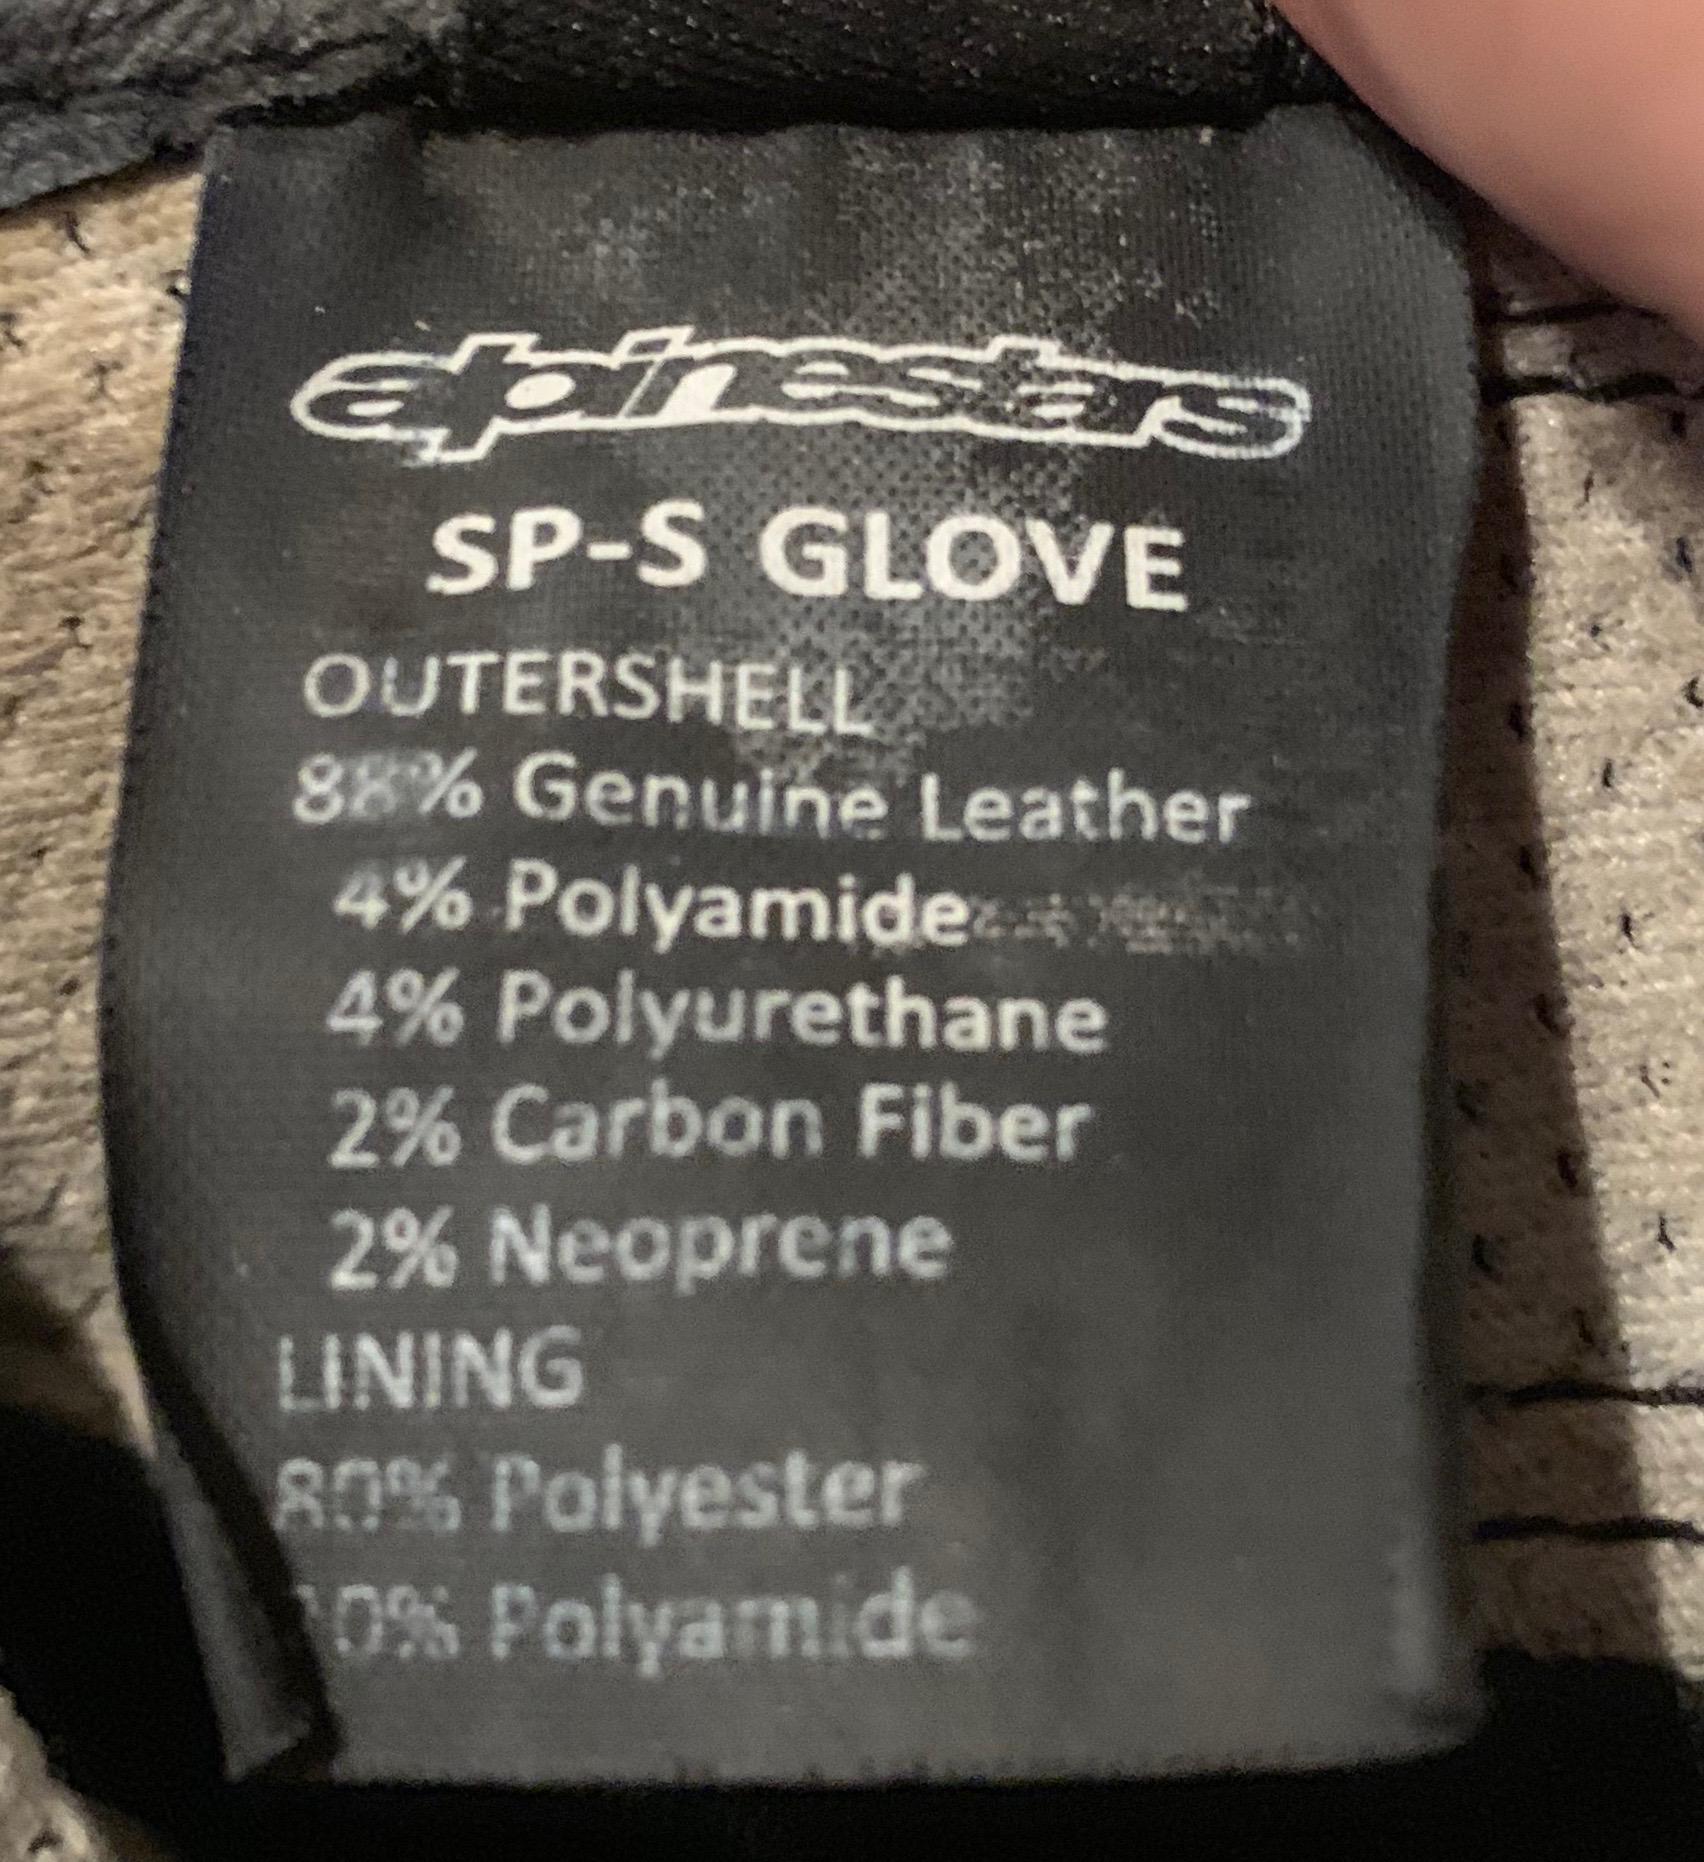 alpinestars
SP-S GLOVE
OUTERSHELL
88% Genuine Leather
4% Polyamide
4% Polyurethane
2% Carbon Fiber
2% Neoprene
LINING
80% Polyester
Polyamide